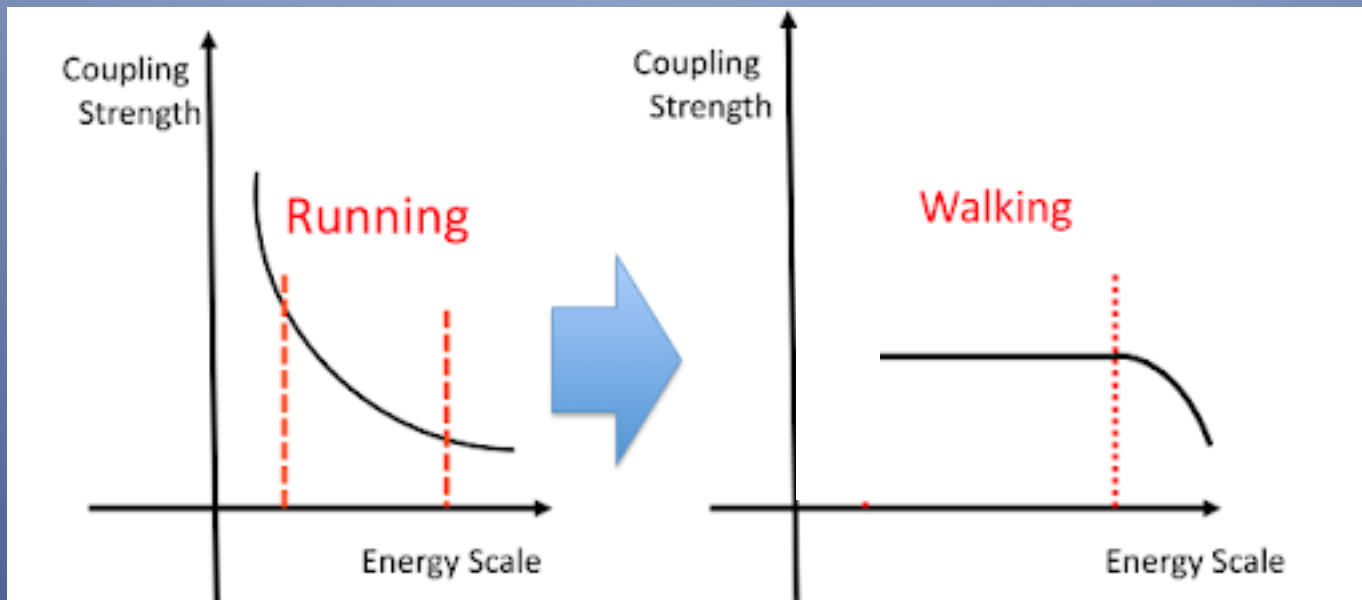 Coupling
Strength
Running
Energy Scale
Coupling
Strength
Walking
Energy Scale